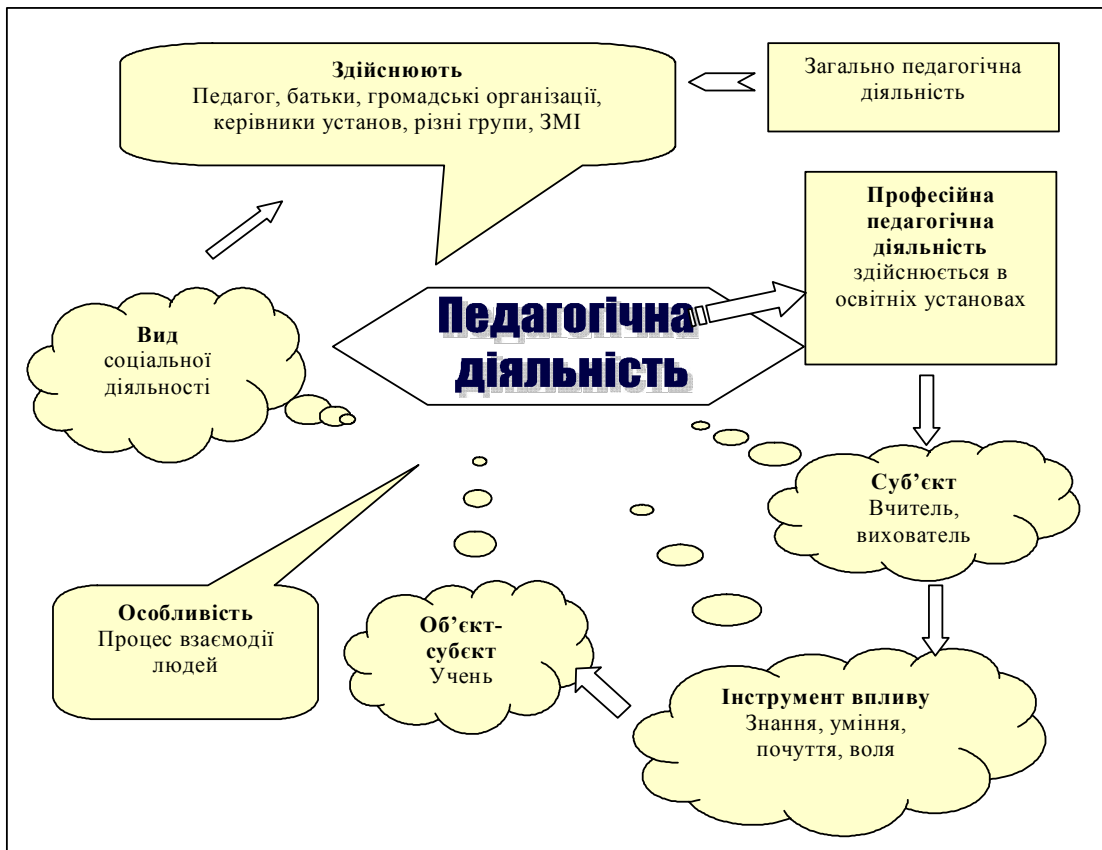 Здійснюють
Педагог, батьки, громадські організації,
керівники установ, різні групи, ЗМІ
Загально педагогічна
діяльність
Професійна
педагогічна
діяльність
здійснюється в
освітніх установах
Педагогічна
діяльність
Вид
соціальної
діяльності
Суб’єкт
Вчитель,
вихователь
Особливість
Процес взаємодії
людей
Об’єкт-
субєкт
Учень
Інструмент впливу
Знання, уміння,
почуття, воля